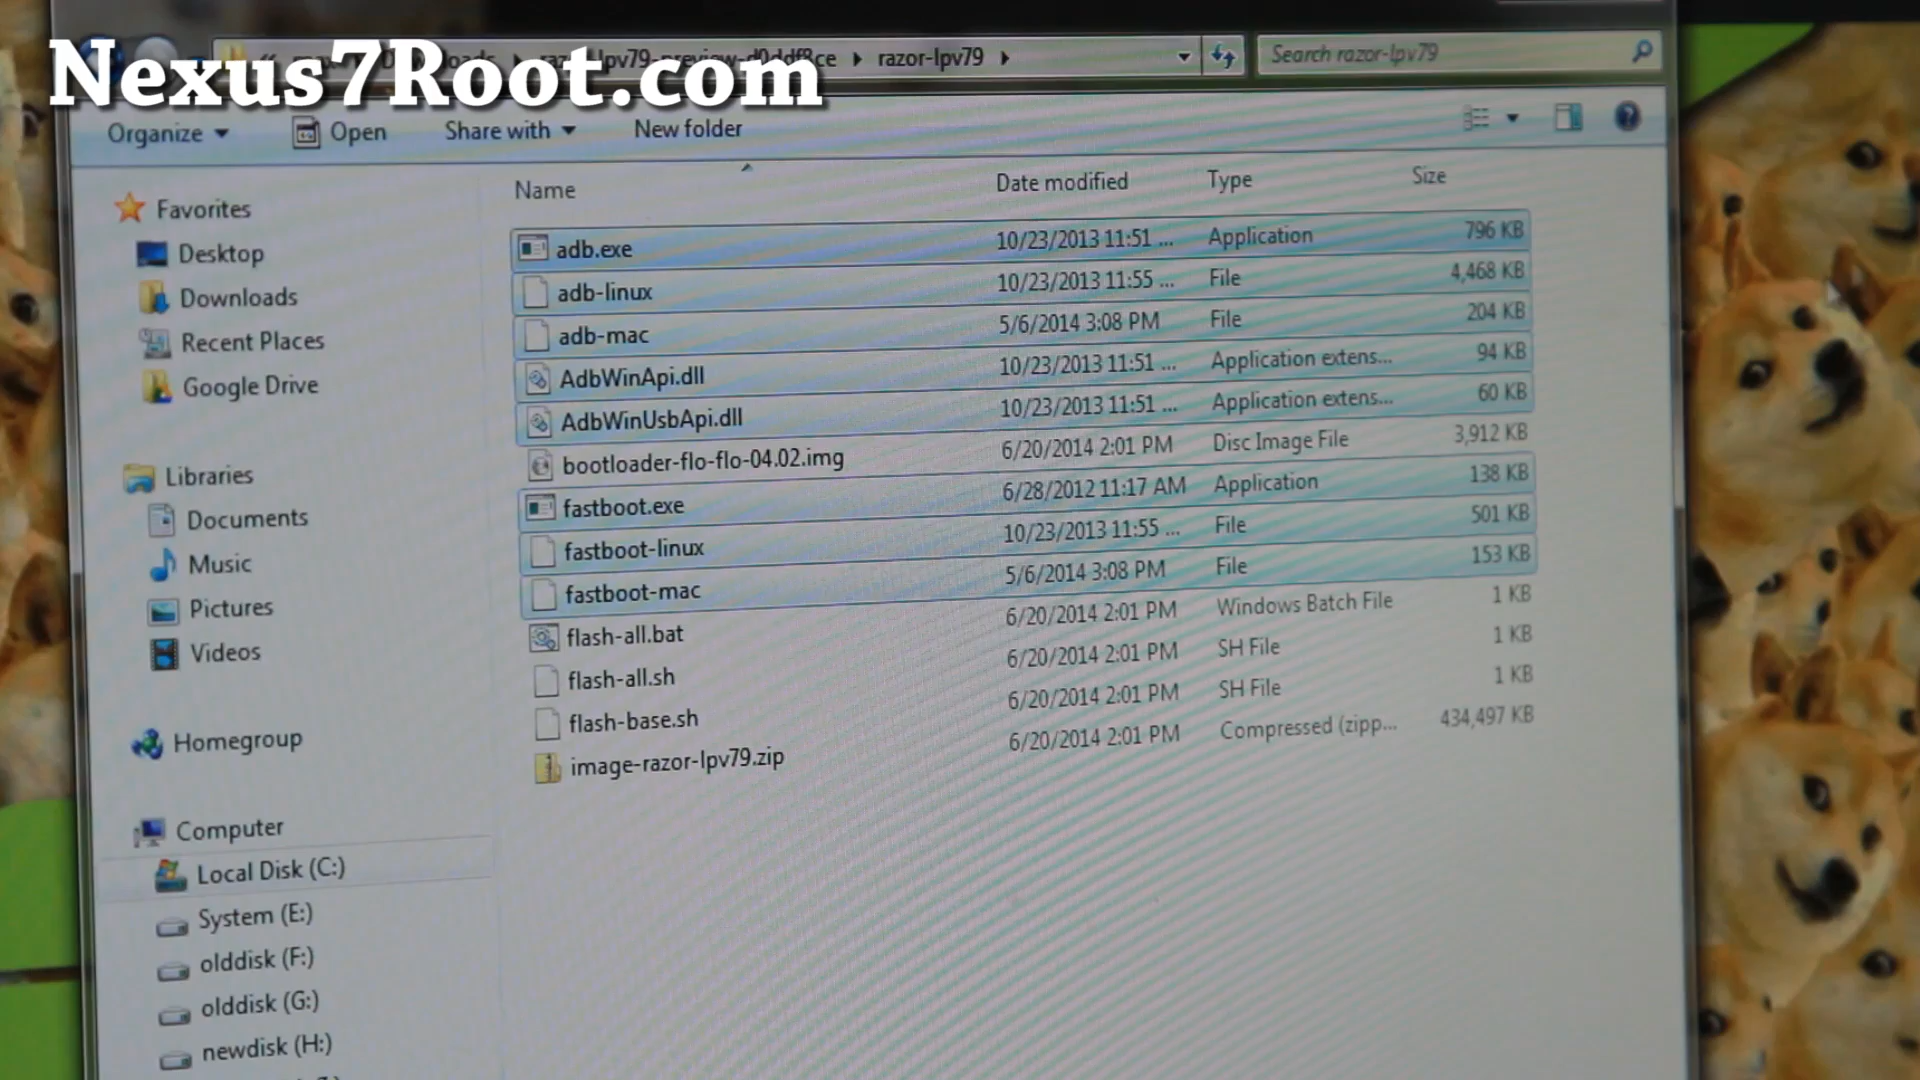 Nexus7Root.com
razor-lpv79
Search razor-lpv79
Organize Open Share with New folder
Name Date modified Type Size
adb.exe 10/23/2013 11:51 ... Application 796 KB
adb-linux 10/23/2013 11:55 ... File 4,468 KB
adb-mac 5/6/2014 3:08 PM File 204 KB
AdbWinApi.dll 10/23/2013 11:51 ... Application extens... 94 KB
AdbWinUsbApi.dll 10/23/2013 11:51 ... Application extens... 60 KB
bootloader-flo-flo-04.02.img 6/20/2014 2:01 PM Disc Image File 3,912 KB
fastboot.exe 6/28/2012 11:17 AM Application 138 KB
fastboot-linux 10/23/2013 11:55 ... File 501 KB
fastboot-mac 5/6/2014 3:08 PM File 153 KB
flash-all.bat 6/20/2014 2:01 PM Windows Batch File 1 KB
flash-all.sh 6/20/2014 2:01 PM SH File 1 KB
flash-base.sh 6/20/2014 2:01 PM SH File 1 KB
image-razor-lpv79.zip 6/20/2014 2:01 PM Compressed (zipp... 434,497 KB
Favorites
Desktop
Downloads
Recent Places
Google Drive
Libraries
Documents
Music
Pictures
Videos
Homegroup
Computer
Local Disk (C:)
System (E:)
olddisk (F:)
olddisk (G:)
newdisk (H:)